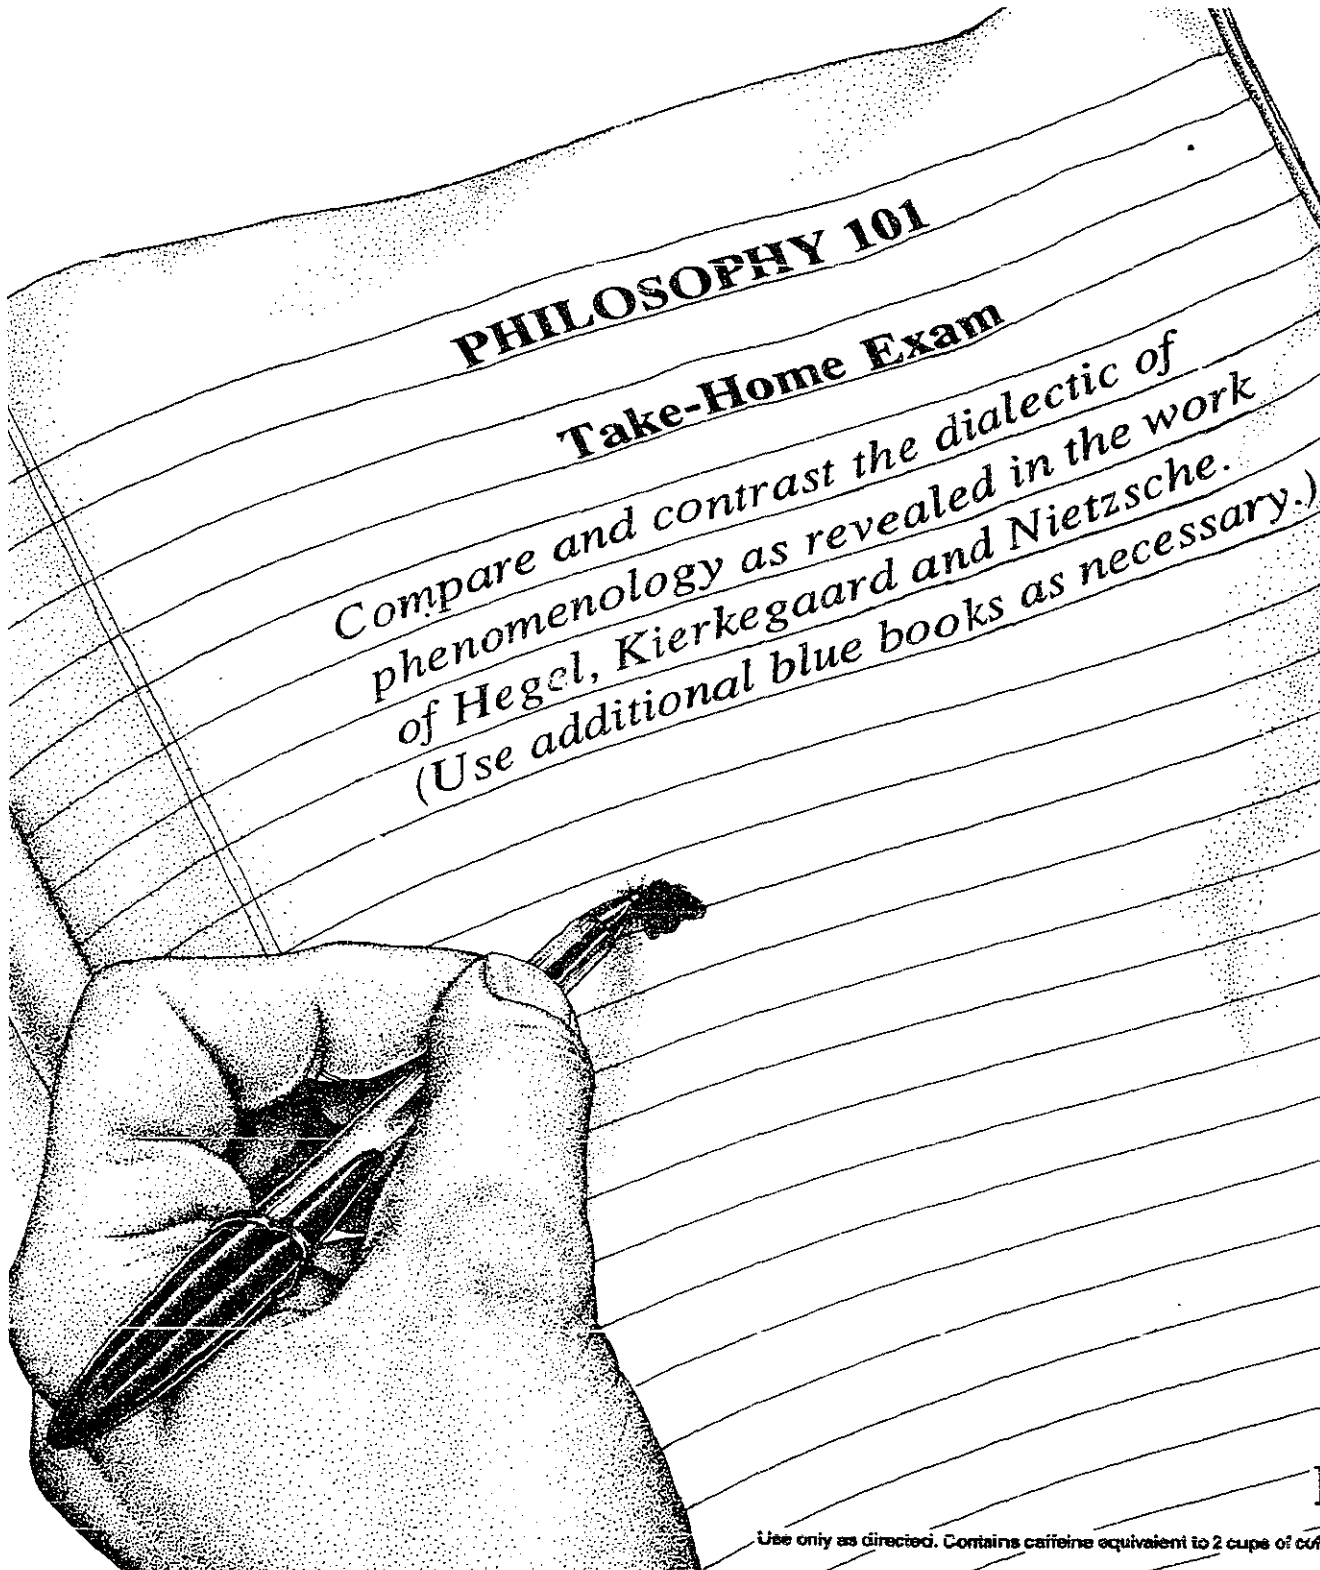 PHILOSOPHY 101
Take-Home Exam
Compare and contrast the dialectic of
phenomenology as revealed in the work
of Hegel, Kierkegaard and Nietzsche.
(Use additional blue books as necessary.)
Use only as directed. Contains caffeine equivalent to 2 cups of